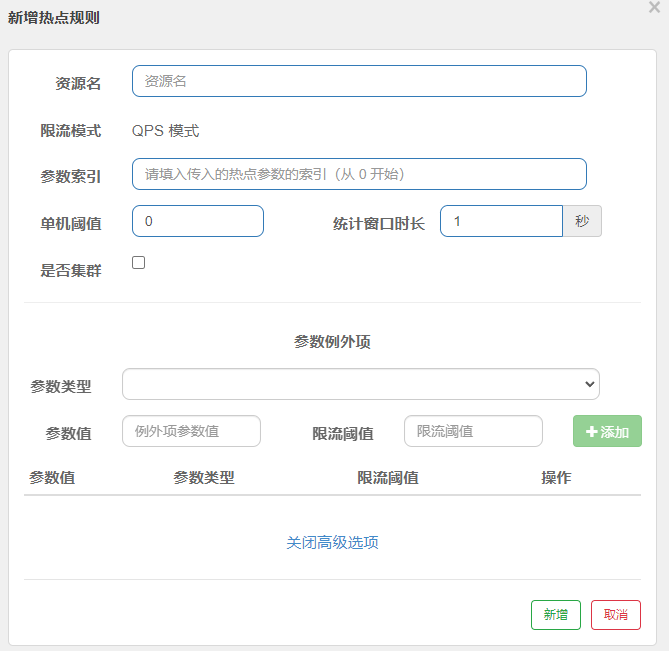 新增热点规则
资源名 资源名
限流模式 QPS 模式
参数索引 请填入传入的热点参数的索引（从 0 开始）
单机阈值 0 统计窗口时长 1 秒
是否集群
参数例外项
参数类型
参数值 例外项参数值 限流阈值 限流阈值 添加
参数值 参数类型 限流阈值 操作
关闭高级选项
新增 取消